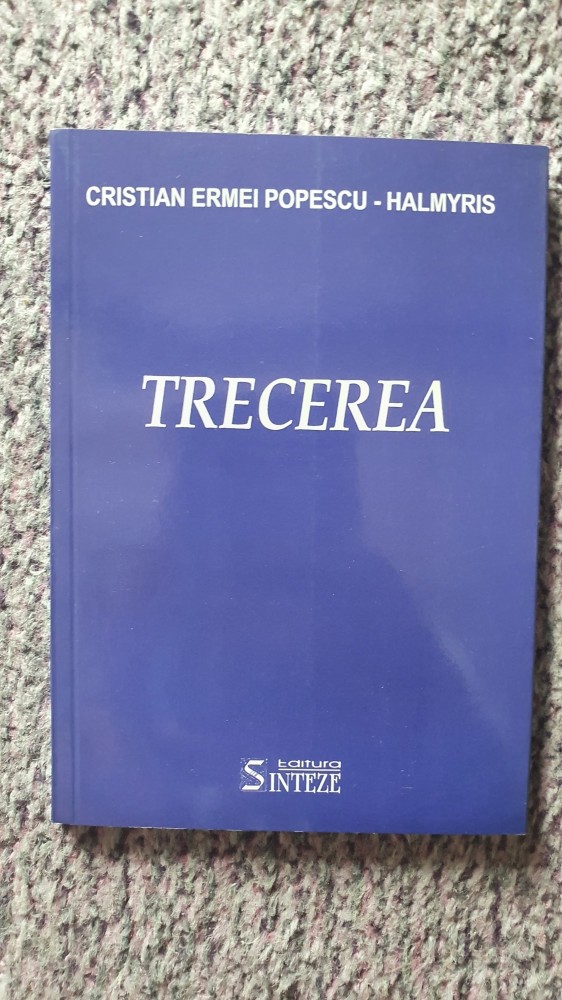 CRISTIAN ERMEI POPESCU - HALMYRIS
TRECEREA
Editura
SINTEZE